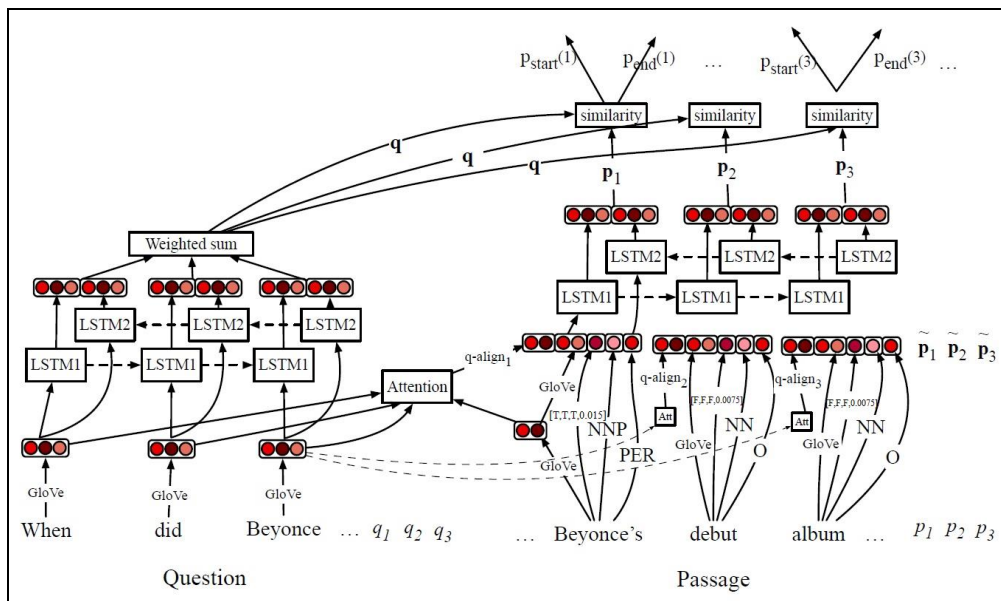 p_start(1) p_end(1) ... p_start(3) p_end(3) ...
similarity similarity similarity
q q q
p_1 p_2 p_3
Weighted sum
LSTM2 LSTM2
LSTM1 LSTM1 LSTM1
LSTM2 LSTM2
LSTM1 LSTM1 LSTM1
q-align_1 q-align_2 q-align_3 p̃_1 p̃_2 p̃_3
Attention Att Att
GloVe [T,T,T,0.015] NNP PER
GloVe [F,F,F,0.0075] NN O
GloVe [F,F,F,0.0075] NN O
GloVe GloVe GloVe GloVe
When did Beyonce ... q_1 q_2 q_3 ... Beyonce's debut album ... p_1 p_2 p_3
Question Passage